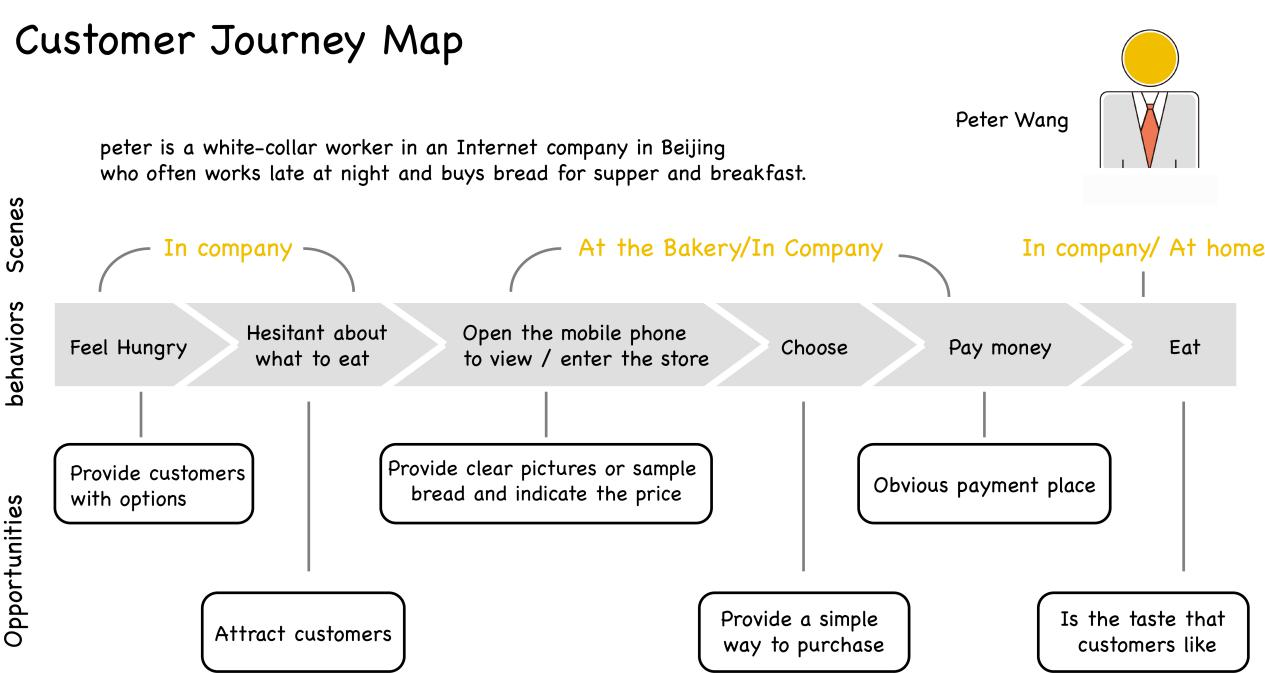 Customer Journey Map
Peter Wang
peter is a white-collar worker in an Internet company in Beijing
who often works late at night and buys bread for supper and breakfast.
Scenes
In company
At the Bakery/In Company
In company/ At home
behaviors
Feel Hungry
Hesitant about
what to eat
Open the mobile phone
to view / enter the store
Choose
Pay money
Eat
Opportunities
Provide customers
with options
Attract customers
Provide clear pictures or sample
bread and indicate the price
Provide a simple
way to purchase
Obvious payment place
Is the taste that
customers like